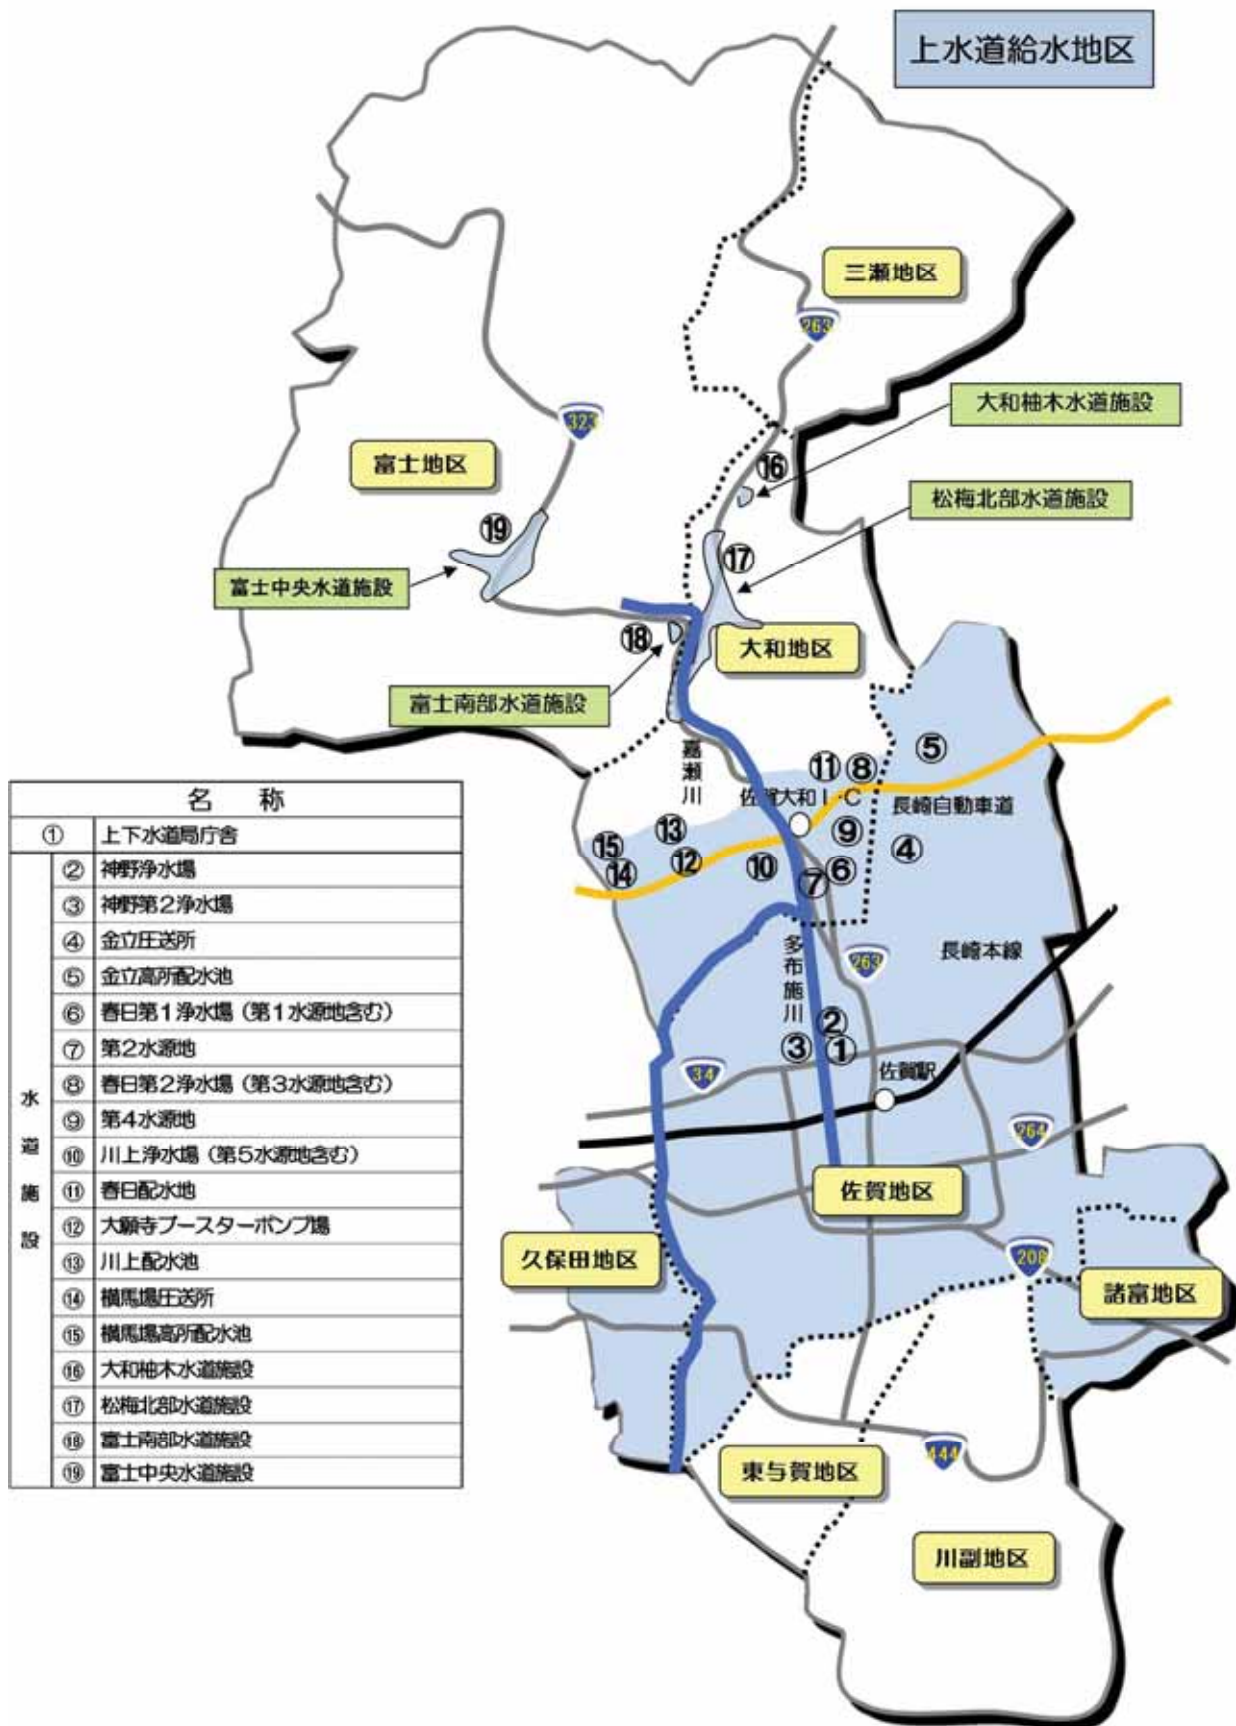 上水道給水地区
三瀬地区
263
大和柚木水道施設
323
富士地区
⑯
松梅北部水道施設
⑲
⑰
富士中央水道施設
⑱
大和地区
富士南部水道施設
嘉瀬川
⑤
⑪
⑧
佐賀大和I・C
長崎自動車道
⑮
⑬
⑨
④
⑭
⑫
⑩
⑥
⑦
多布施川
263
長崎本線
②
③
①
34
佐賀駅
264
佐賀地区
久保田地区
208
諸富地区
東与賀地区
444
川副地区
名 称
① 上下水道局庁舎
水道施設
② 神野浄水場
③ 神野第2浄水場
④ 金立圧送所
⑤ 金立高所配水池
⑥ 春日第1浄水場(第1水源地含む)
⑦ 第2水源地
⑧ 春日第2浄水場(第3水源地含む)
⑨ 第4水源地
⑩ 川上浄水場(第5水源地含む)
⑪ 春日配水地
⑫ 大願寺ブースターポンプ場
⑬ 川上配水池
⑭ 横馬場圧送所
⑮ 横馬場高所配水池
⑯ 大和柚木水道施設
⑰ 松梅北部水道施設
⑱ 富士南部水道施設
⑲ 富士中央水道施設